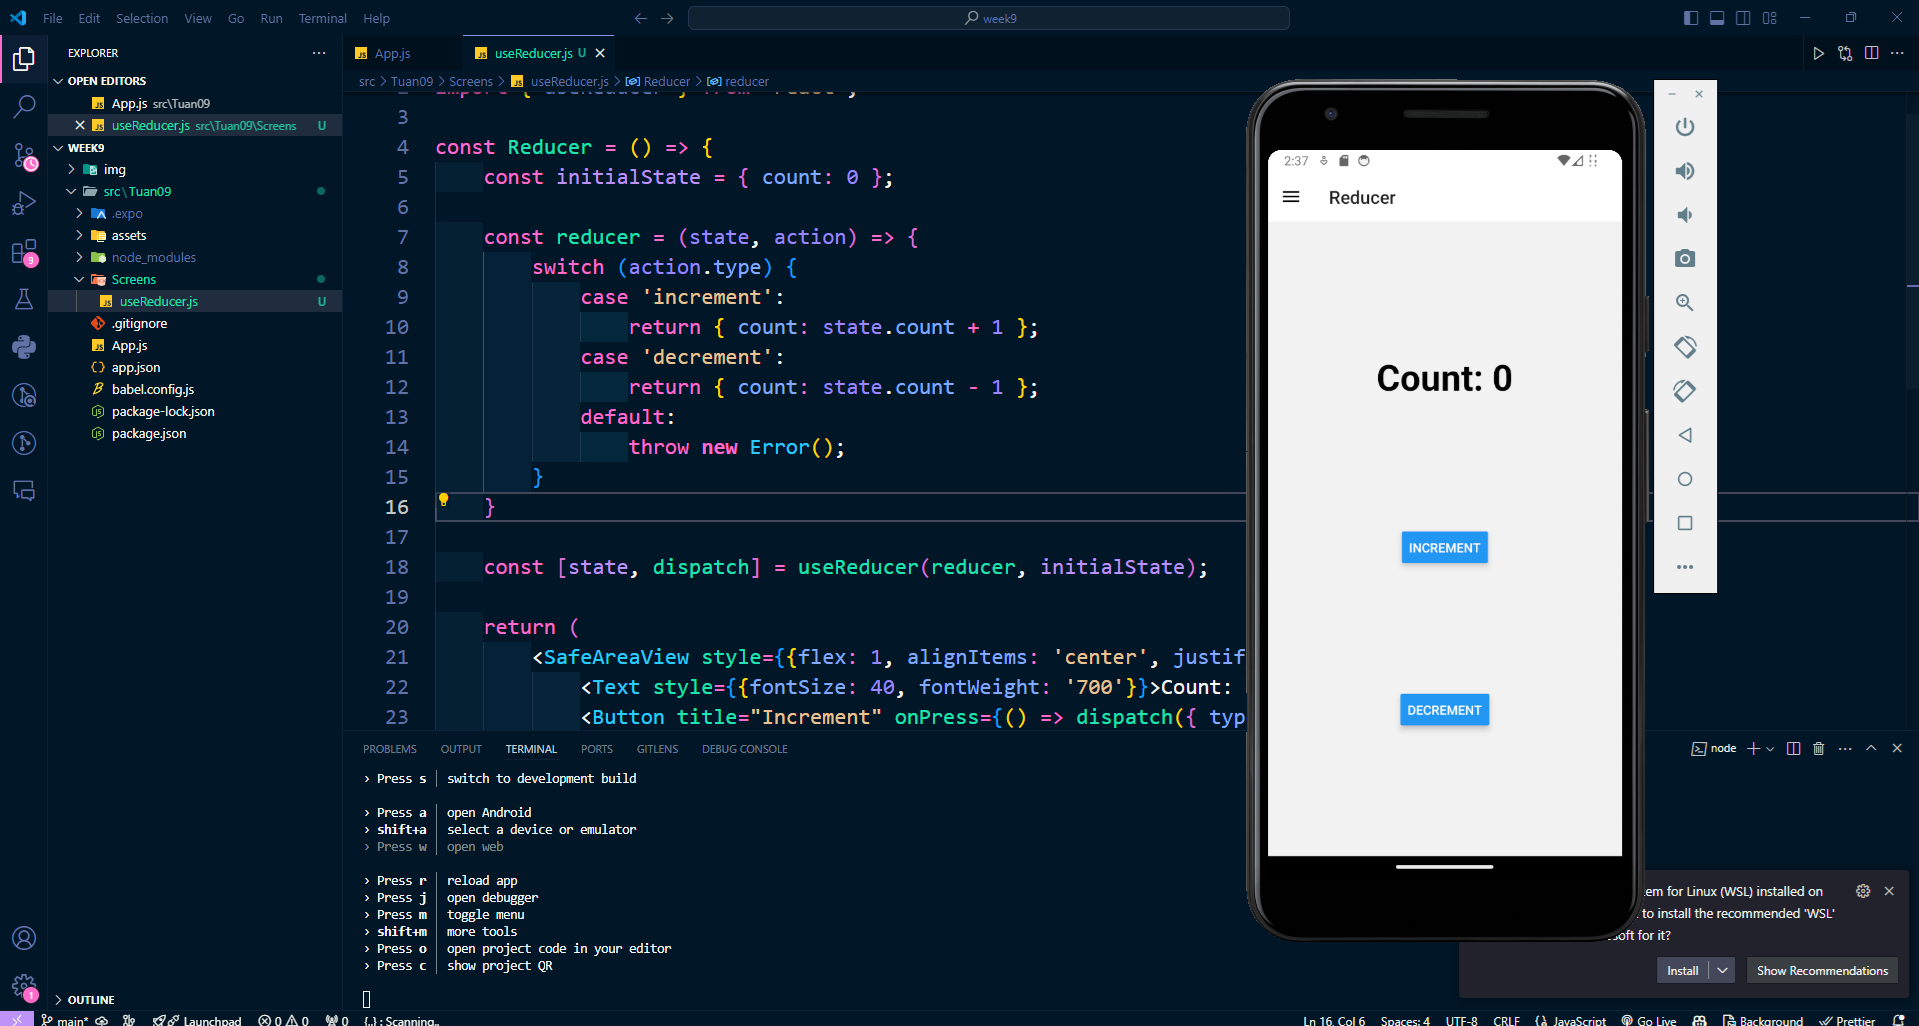 File Edit Selection View Go Run Terminal Help
week9
EXPLORER
OPEN EDITORS
App.js src\Tuan09
useReducer.js src\Tuan09\Screens U
WEEK9
img
src\Tuan09
.expo
assets
node_modules
Screens
useReducer.js U
.gitignore
App.js
app.json
babel.config.js
package-lock.json
package.json
OUTLINE
App.js
useReducer.js U
src > Tuan09 > Screens > useReducer.js > Reducer > reducer
3
4 const Reducer = () => {
5 const initialState = { count: 0 };
6
7 const reducer = (state, action) => {
8 switch (action.type) {
9 case 'increment':
10 return { count: state.count + 1 };
11 case 'decrement':
12 return { count: state.count - 1 };
13 default:
14 throw new Error();
15 }
16 }
17
18 const [state, dispatch] = useReducer(reducer, initialState);
19
20 return (
21 <SafeAreaView style={{flex: 1, alignItems: 'center', justif
22 <Text style={{fontSize: 40, fontWeight: '700'}}>Count:
23 <Button title="Increment" onPress={() => dispatch({ typ
PROBLEMS OUTPUT TERMINAL PORTS GITLENS DEBUG CONSOLE
node
› Press s │ switch to development build
› Press a │ open Android
› shift+a │ select a device or emulator
› Press w │ open web
› Press r │ reload app
› Press j │ open debugger
› Press m │ toggle menu
› shift+m │ more tools
› Press o │ open project code in your editor
› Press c │ show project QR
2:37
Reducer
Count: 0
INCREMENT
DECREMENT
tem for Linux (WSL) installed on
to install the recommended 'WSL'
soft for it?
Install
Show Recommendations
9
1
main* Launchpad 0 0 0 {..} : Scanning..
Ln 16, Col 6 Spaces: 4 UTF-8 CRLF {} JavaScript Go Live Background Prettier